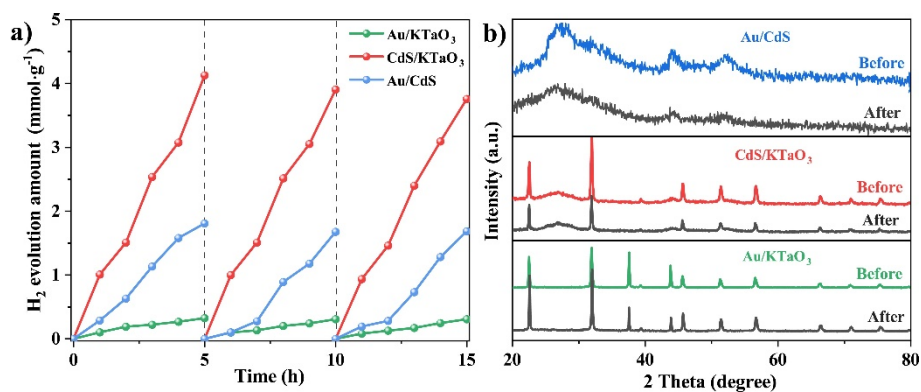 a)
H₂ evolution amount (mmol·g⁻¹)
5
4
3
2
1
0
Au/KTaO₃
CdS/KTaO₃
Au/CdS
0 5 10 15
Time (h)
b)
Intensity (a.u.)
Au/CdS
Before
After
CdS/KTaO₃
Before
After
Au/KTaO₃
Before
After
20 40 60 80
2 Theta (degree)